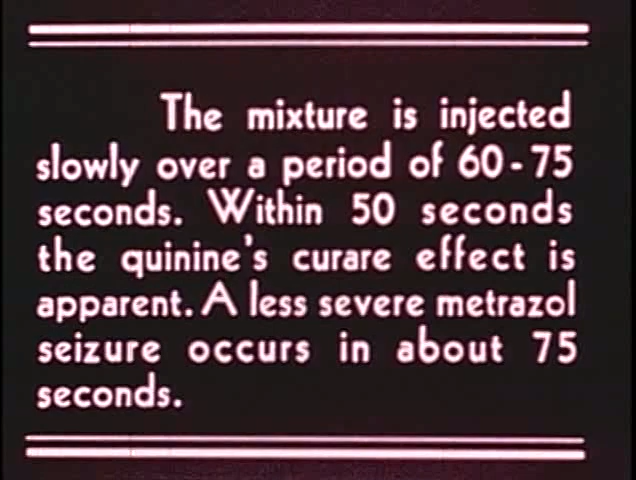 The mixture is injected
slowly over a period of 60-75
seconds. Within 50 seconds
the quinine's curare effect is
apparent. A less severe metrazol
seizure occurs in about 75
seconds.